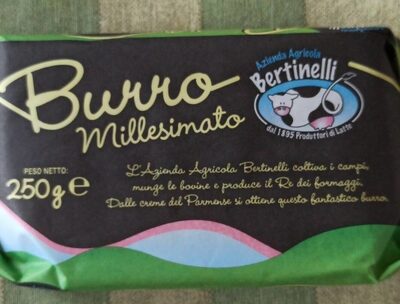 Burro
Millesimato
Azienda Agricola
Bertinelli
dal 1895 Produttori di Latte
PESO NETTO:
250g e
L'Azienda Agricola Bertinelli coltiva i campi,
munge le bovine e produce il Re dei formaggi.
Dalle creme del Parmense si ottiene questo fantastico burro.